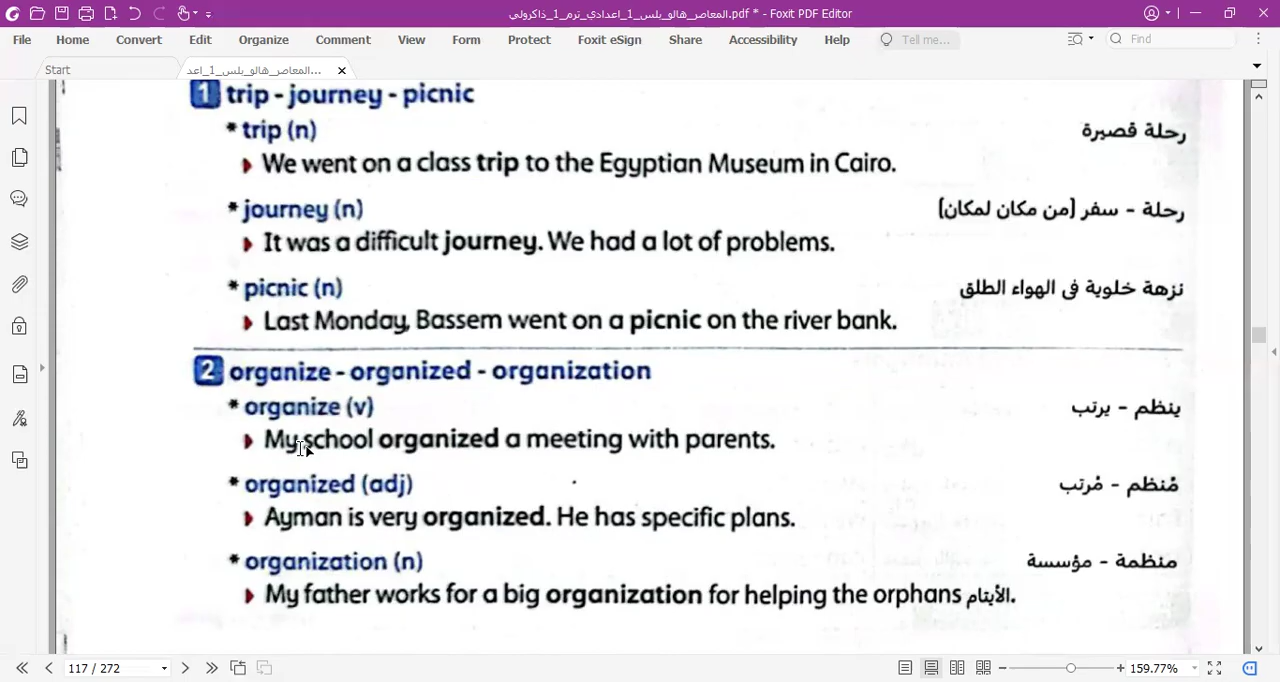 المعاصر_هالو_بلس_1_اعدادي_ترم_1_ذاكرولي.pdf * - Foxit PDF Editor
File Home Convert Edit Organize Comment View Form Protect Foxit eSign Share Accessibility Help Tell me... Find
Start
المعاصر_هالو_بلس_1_اعد...
1 trip - journey - picnic
* trip (n) رحلة قصيرة
We went on a class trip to the Egyptian Museum in Cairo.
* journey (n) رحلة - سفر (من مكان لمكان)
It was a difficult journey. We had a lot of problems.
* picnic (n) نزهة خلوية فى الهواء الطلق
Last Monday, Bassem went on a picnic on the river bank.
2 organize - organized - organization
* organize (v) ينظم - يرتب
My school organized a meeting with parents.
* organized (adj) مُنظم - مُرتب
Ayman is very organized. He has specific plans.
* organization (n) منظمة - مؤسسة
My father works for a big organization for helping the orphans الأيتام.
117 / 272 159.77%